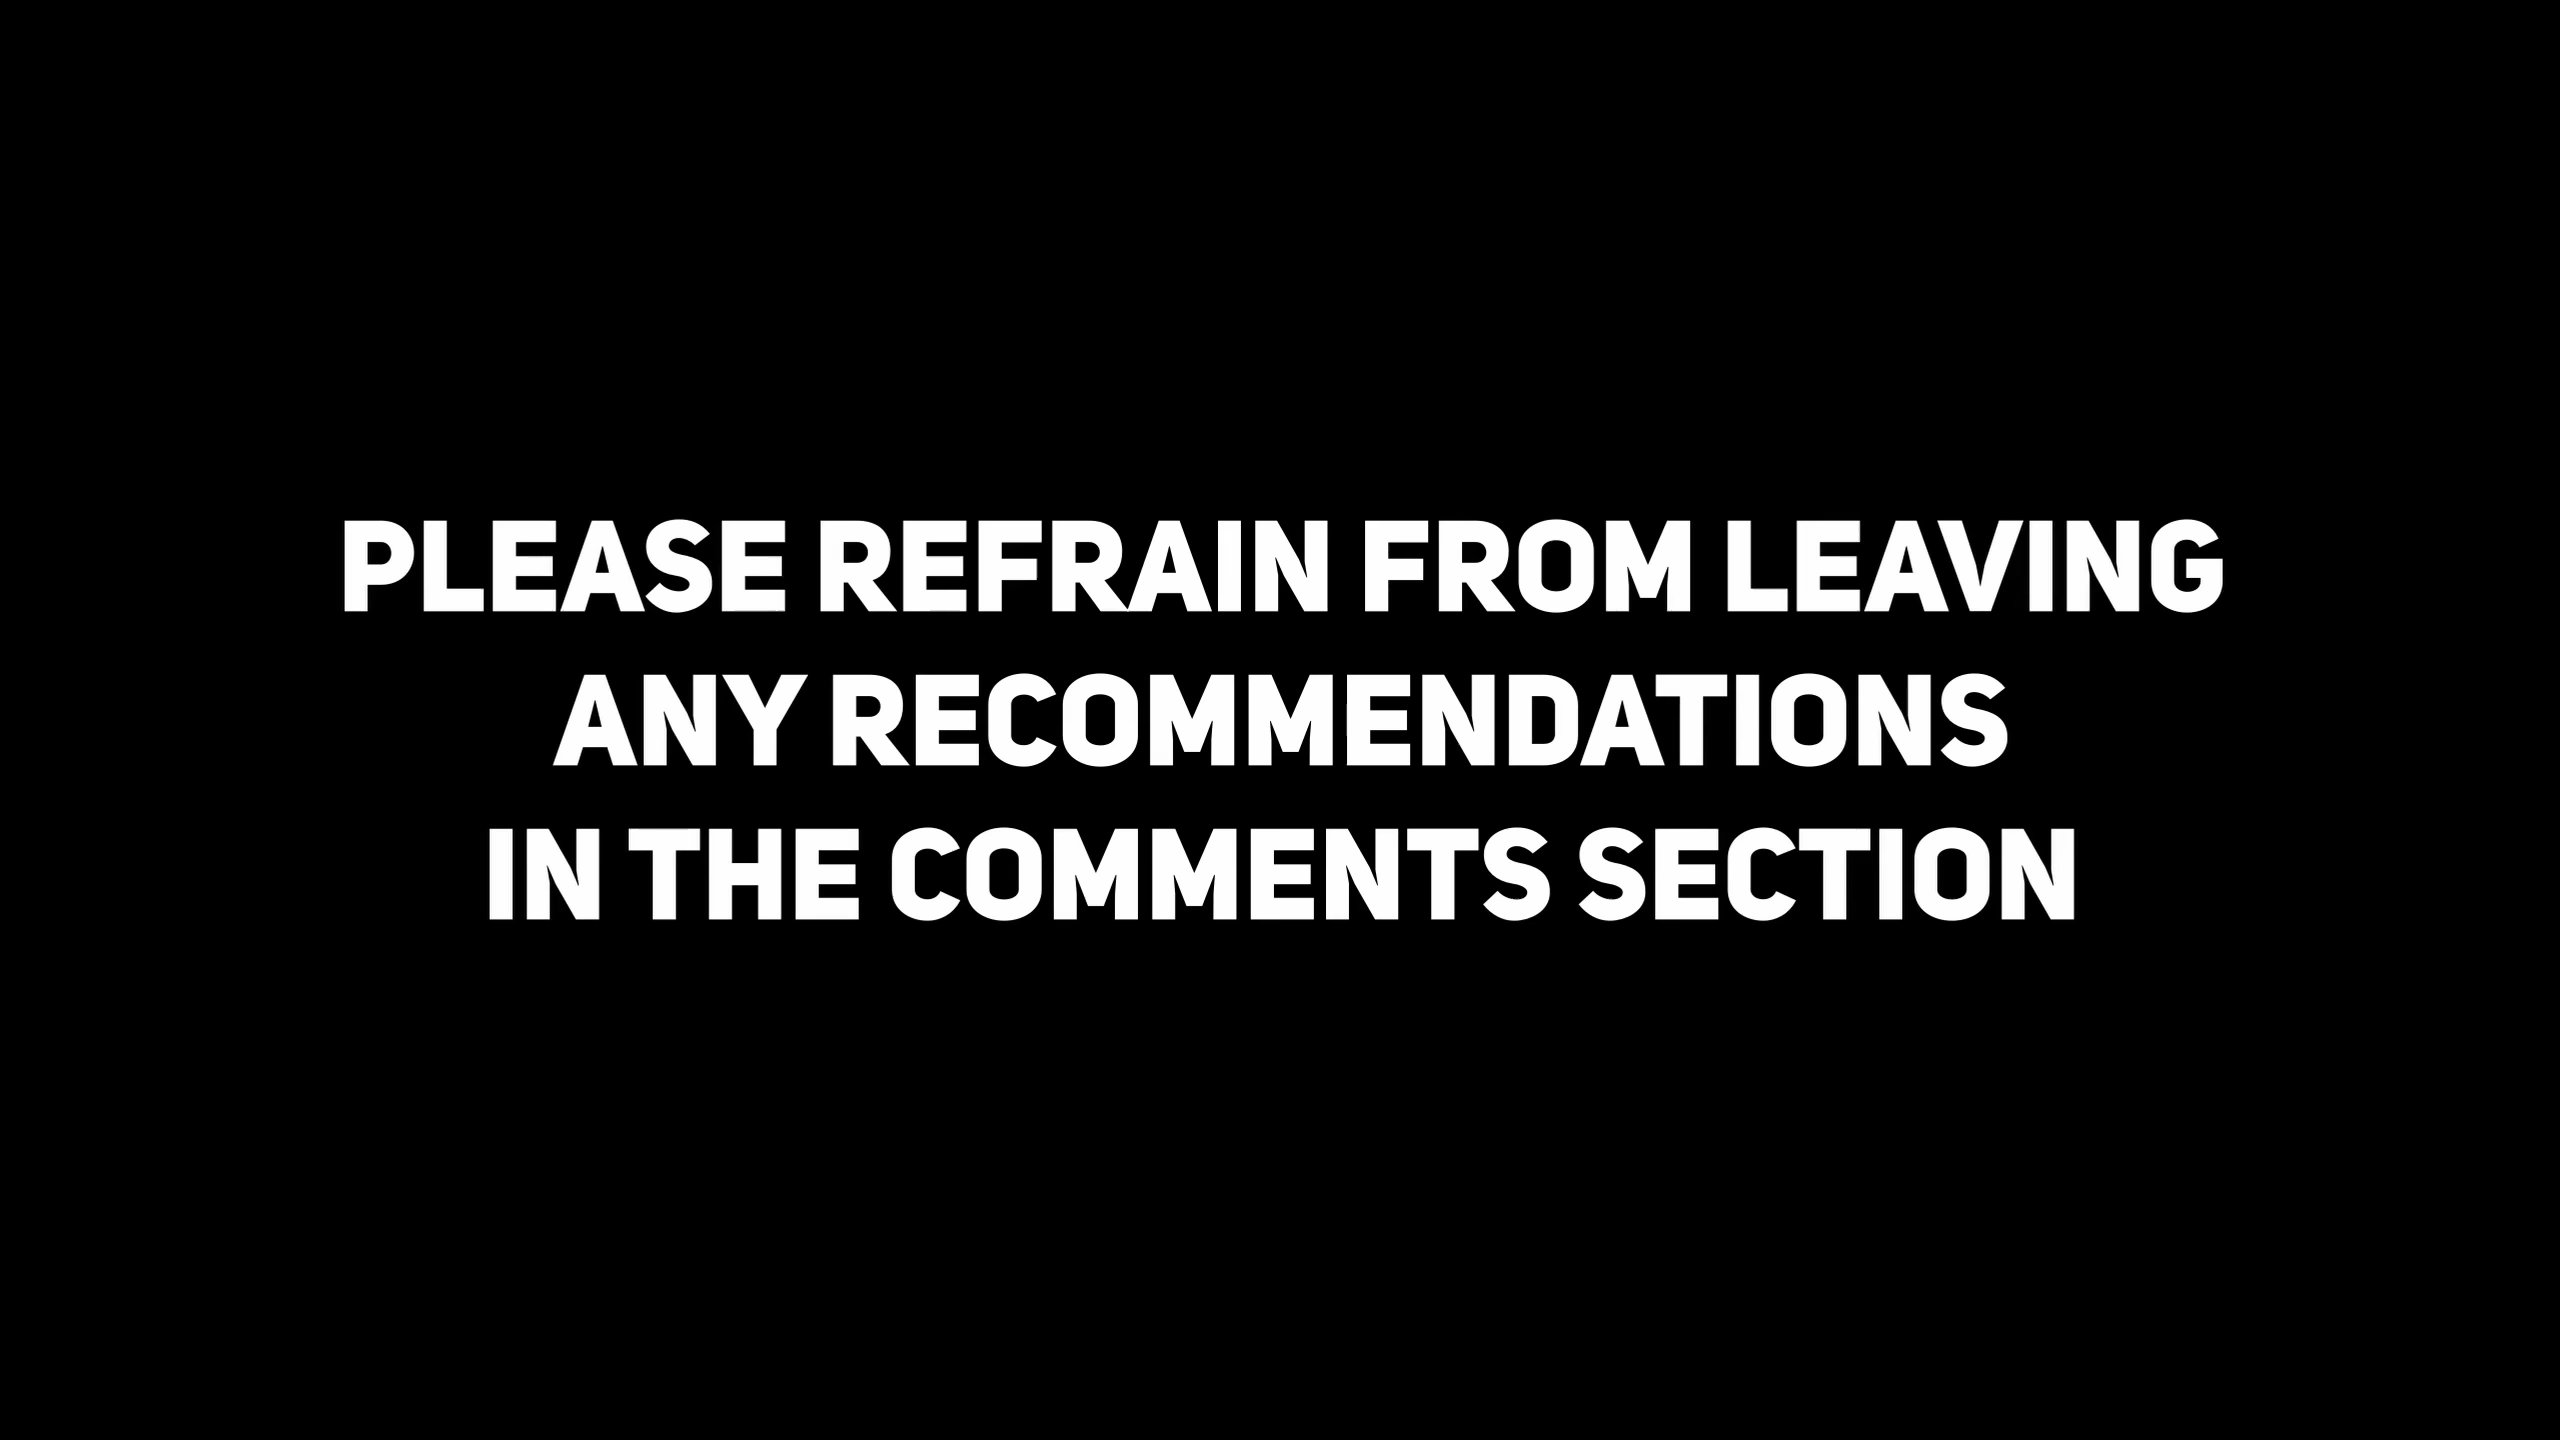 PLEASE REFRAIN FROM LEAVING
ANY RECOMMENDATIONS
IN THE COMMENTS SECTION